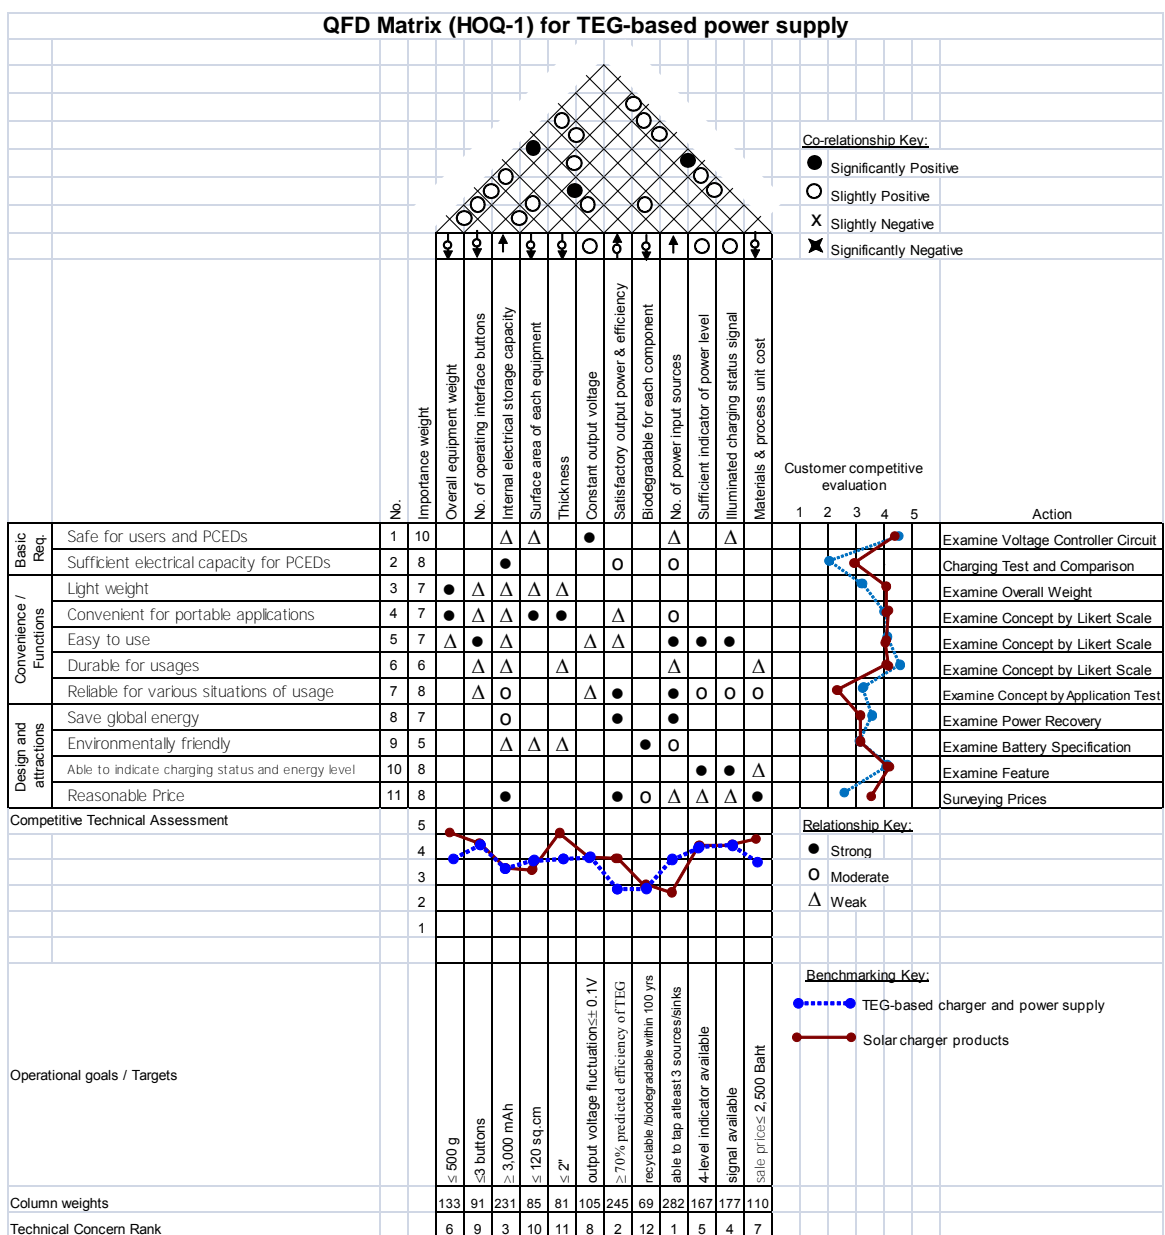 QFD Matrix (HOQ-1) for TEG-based power supply
Co-relationship Key:
Significantly Positive
Slightly Positive
X Slightly Negative
Significantly Negative
No.
Importance weight
Overall equipment weight
No. of operating interface buttons
Internal electrical storage capacity
Surface area of each equipment
Thickness
Constant output voltage
Satisfactory output power & efficiency
Biodegradable for each component
No. of power input sources
Sufficient indicator of power level
Illuminated charging status signal
Materials & process unit cost
Customer competitive
evaluation
1 2 3 4 5
Action
Basic
Req.
Safe for users and PCEDs 1 10 Δ Δ ● Δ Δ Examine Voltage Controller Circuit
Sufficient electrical capacity for PCEDs 2 8 ● o o Charging Test and Comparison
Convenience /
Functions
Light weight 3 7 ● Δ Δ Δ Δ Examine Overall Weight
Convenient for portable applications 4 7 ● Δ Δ ● ● Δ o Examine Concept by Likert Scale
Easy to use 5 7 Δ ● Δ Δ Δ ● ● ● Examine Concept by Likert Scale
Durable for usages 6 6 Δ Δ Δ Δ Δ Examine Concept by Likert Scale
Reliable for various situations of usage 7 8 Δ o Δ ● ● o o o Examine Concept by Application Test
Design and
attractions
Save global energy 8 7 o ● ● Examine Power Recovery
Environmentally friendly 9 5 Δ Δ Δ ● o Examine Battery Specification
Able to indicate charging status and energy level 10 8 ● ● Δ Examine Feature
Reasonable Price 11 8 ● ● o Δ Δ Δ ● Surveying Prices
Competitive Technical Assessment
5
4
3
2
1
Relationship Key:
● Strong
o Moderate
Δ Weak
Benchmarking Key:
TEG-based charger and power supply
Solar charger products
Operational goals / Targets
≤ 500 g
≤3 buttons
≥ 3,000 mAh
≤ 120 sq.cm
≤ 2"
output voltage fluctuation≤± 0.1V
≥ 70% predicted efficiency of TEG
recyclable /biodegradable within 100 yrs
able to tap atleast 3 sources/sinks
4-level indicator available
signal available
sale price≤ 2,500 Baht
Column weights 133 91 231 85 81 105 245 69 282 167 177 110
Technical Concern Rank 6 9 3 10 11 8 2 12 1 5 4 7